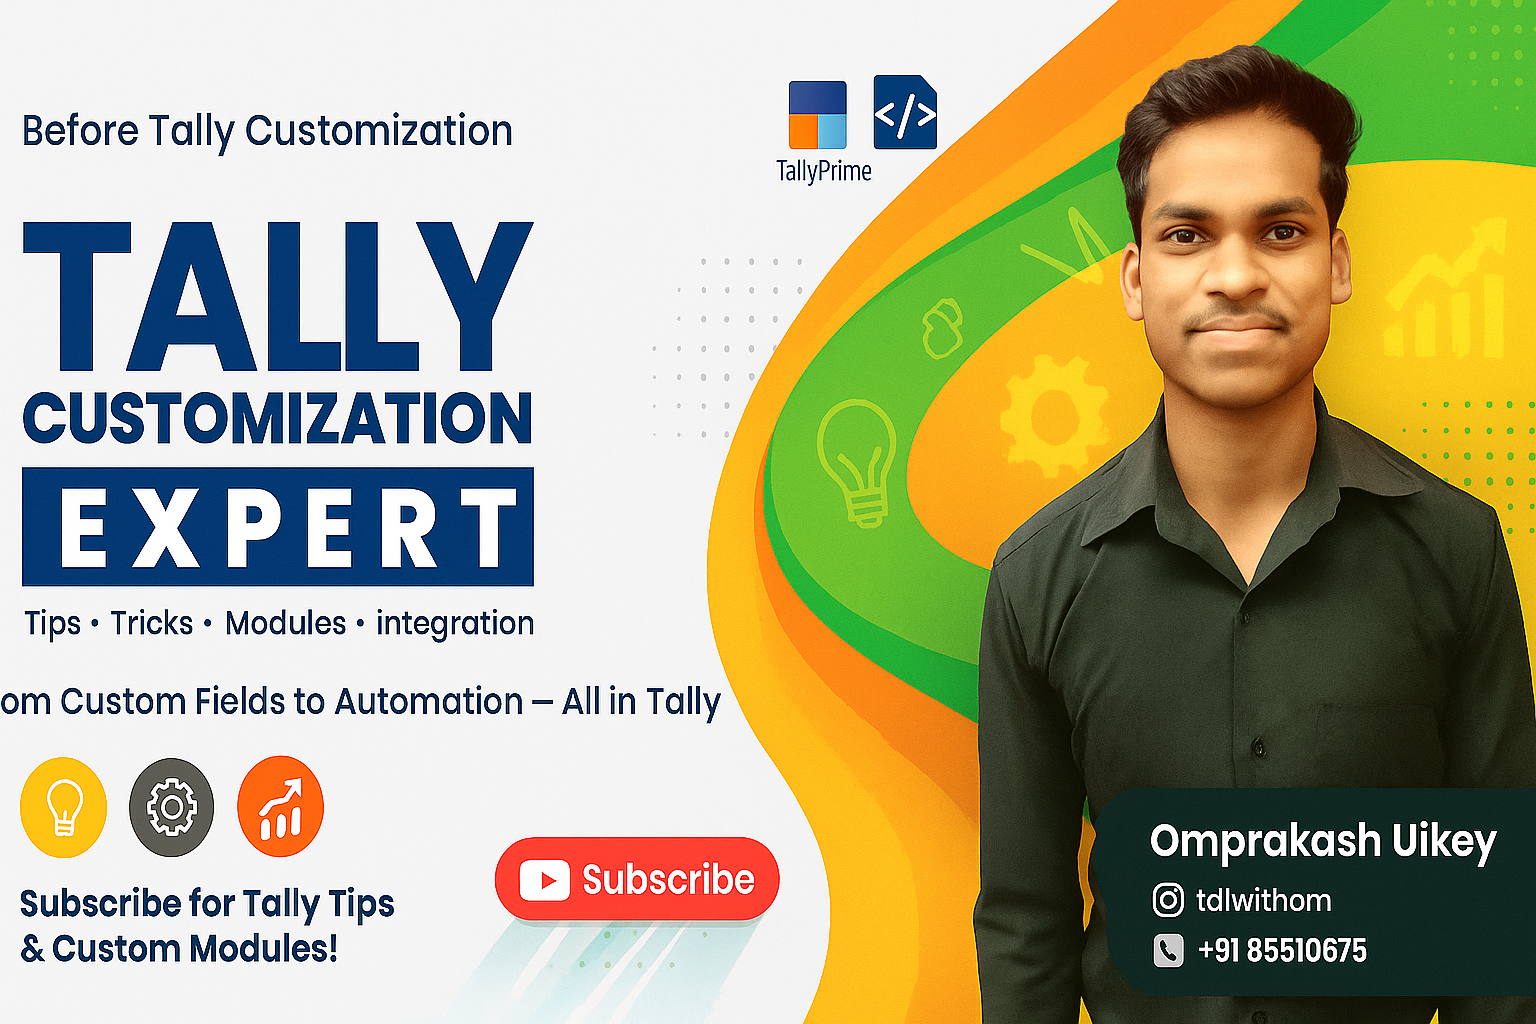 Before Tally Customization
TallyPrime
</>
TALLY
CUSTOMIZATION
EXPERT
Tips • Tricks • Modules • integration
om Custom Fields to Automation – All in Tally
Subscribe for Tally Tips
& Custom Modules!
Subscribe
Omprakash Uikey
tdlwithom
+91 85510675